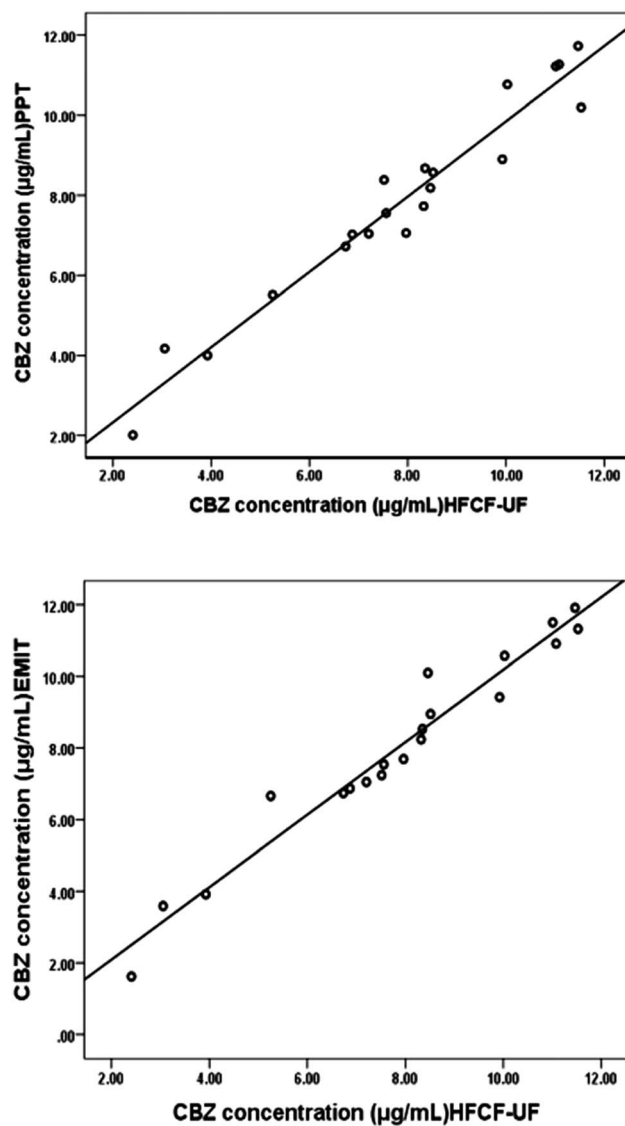 CBZ concentration (µg/mL)PPT
12.00
10.00
8.00
6.00
4.00
2.00
2.00 4.00 6.00 8.00 10.00 12.00
CBZ concentration (µg/mL)HFCF-UF
CBZ concentration (µg/mL)EMIT
12.00
10.00
8.00
6.00
4.00
2.00
.00
2.00 4.00 6.00 8.00 10.00 12.00
CBZ concentration (µg/mL)HFCF-UF